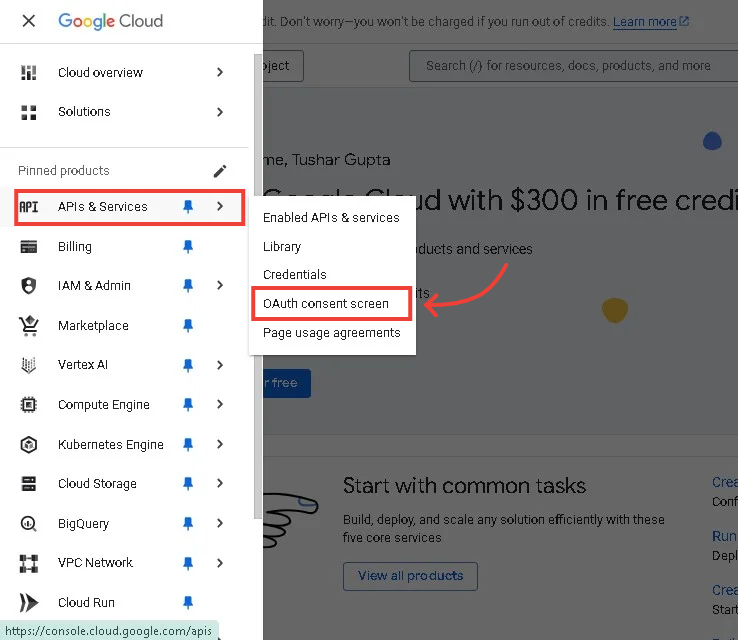 Google Cloud
dit. Don't worry—you won't be charged if you run out of credits. Learn more
Cloud overview
oject
Search (/) for resources, docs, products, and more
Solutions
Pinned products
me, Tushar Gupta
API APIs & Services
Google Cloud with $300 in free credi
Enabled APIs & services
Billing
Library
oducts and services
Credentials
IAM & Admin
its
OAuth consent screen
Marketplace
Page usage agreements
Vertex AI
r free
Compute Engine
Kubernetes Engine
Cloud Storage
Start with common tasks
Crea
Conf
BigQuery
Build, deploy, and scale any solution efficiently with these
five core services
Run
Depl
VPC Network
View all products
Crea
Cloud Run
Start
https://console.cloud.google.com/apis